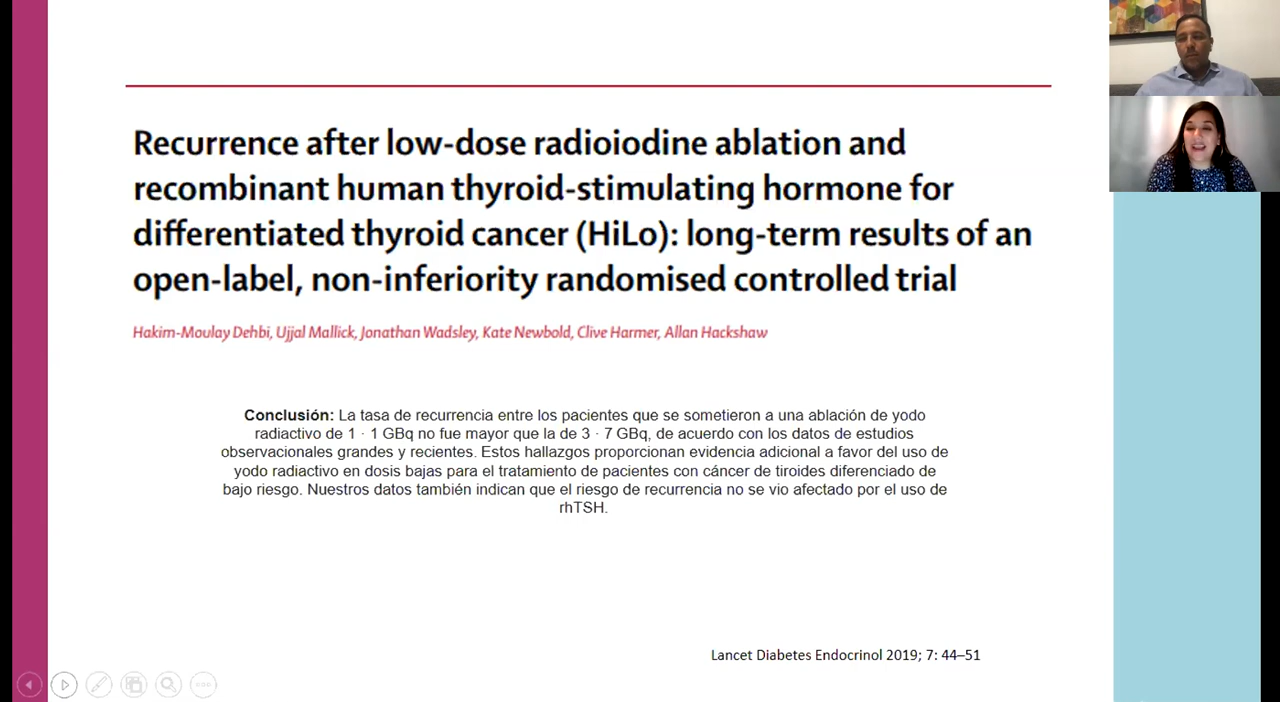 Recurrence after low-dose radioiodine ablation and
recombinant human thyroid-stimulating hormone for
differentiated thyroid cancer (HiLo): long-term results of an
open-label, non-inferiority randomised controlled trial
Hakim-Moulay Dehbi, Ujjal Mallick, Jonathan Wadsley, Kate Newbold, Clive Harmer, Allan Hackshaw
Conclusión: La tasa de recurrencia entre los pacientes que se sometieron a una ablación de yodo
radiactivo de 1 · 1 GBq no fue mayor que la de 3 · 7 GBq, de acuerdo con los datos de estudios
observacionales grandes y recientes. Estos hallazgos proporcionan evidencia adicional a favor del uso de
yodo radiactivo en dosis bajas para el tratamiento de pacientes con cáncer de tiroides diferenciado de
bajo riesgo. Nuestros datos también indican que el riesgo de recurrencia no se vio afectado por el uso de
rhTSH.
Lancet Diabetes Endocrinol 2019; 7: 44–51